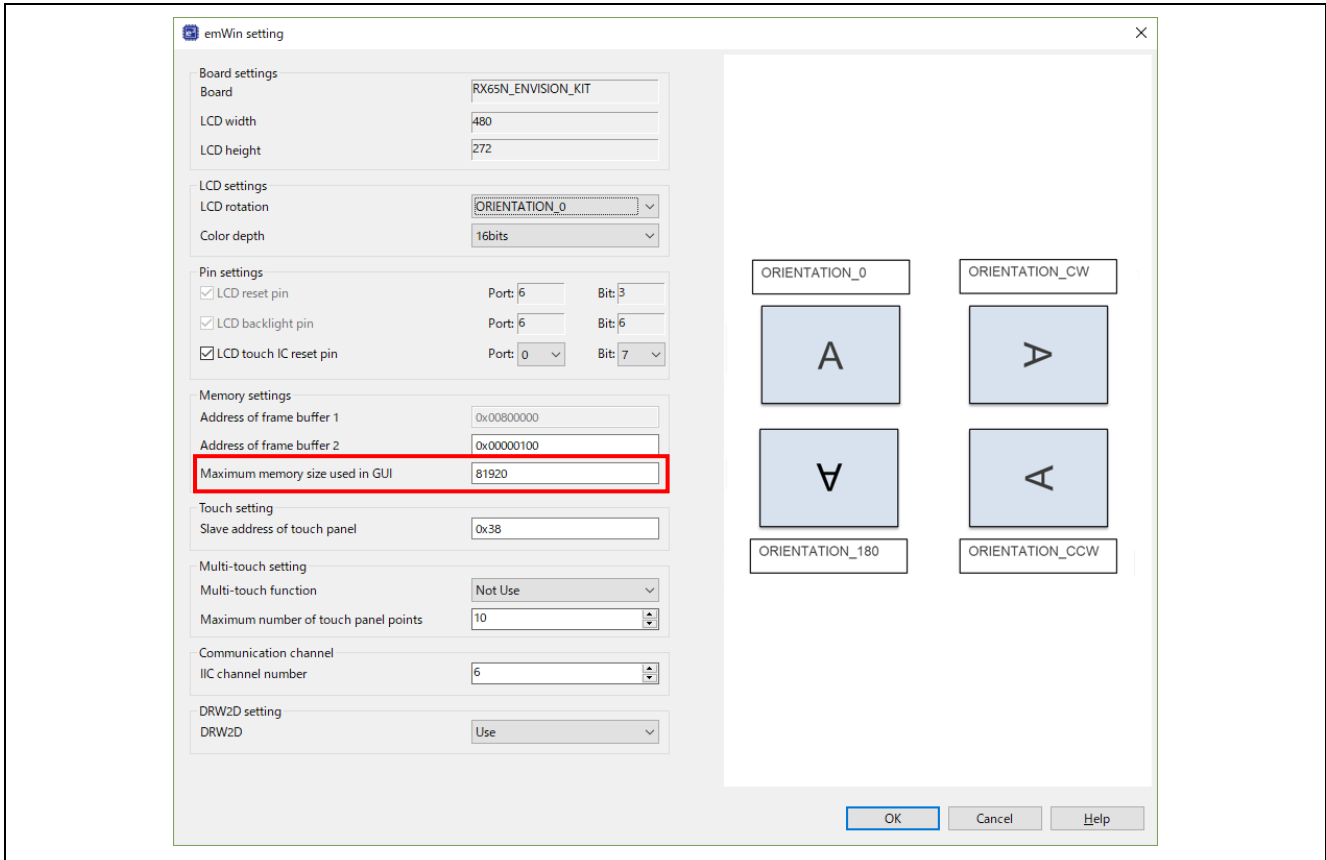 emWin setting
Board settings
Board RX65N_ENVISION_KIT
LCD width 480
LCD height 272
LCD settings
LCD rotation ORIENTATION_0
Color depth 16bits
Pin settings
LCD reset pin Port: 6 Bit: 3
LCD backlight pin Port: 6 Bit: 6
LCD touch IC reset pin Port: 0 Bit: 7
Memory settings
Address of frame buffer 1 0x00800000
Address of frame buffer 2 0x00000100
Maximum memory size used in GUI 81920
Touch setting
Slave address of touch panel 0x38
Multi-touch setting
Multi-touch function Not Use
Maximum number of touch panel points 10
Communication channel
IIC channel number 6
DRW2D setting
DRW2D Use
ORIENTATION_0 ORIENTATION_CW
A A
A A
ORIENTATION_180 ORIENTATION_CCW
OK Cancel Help